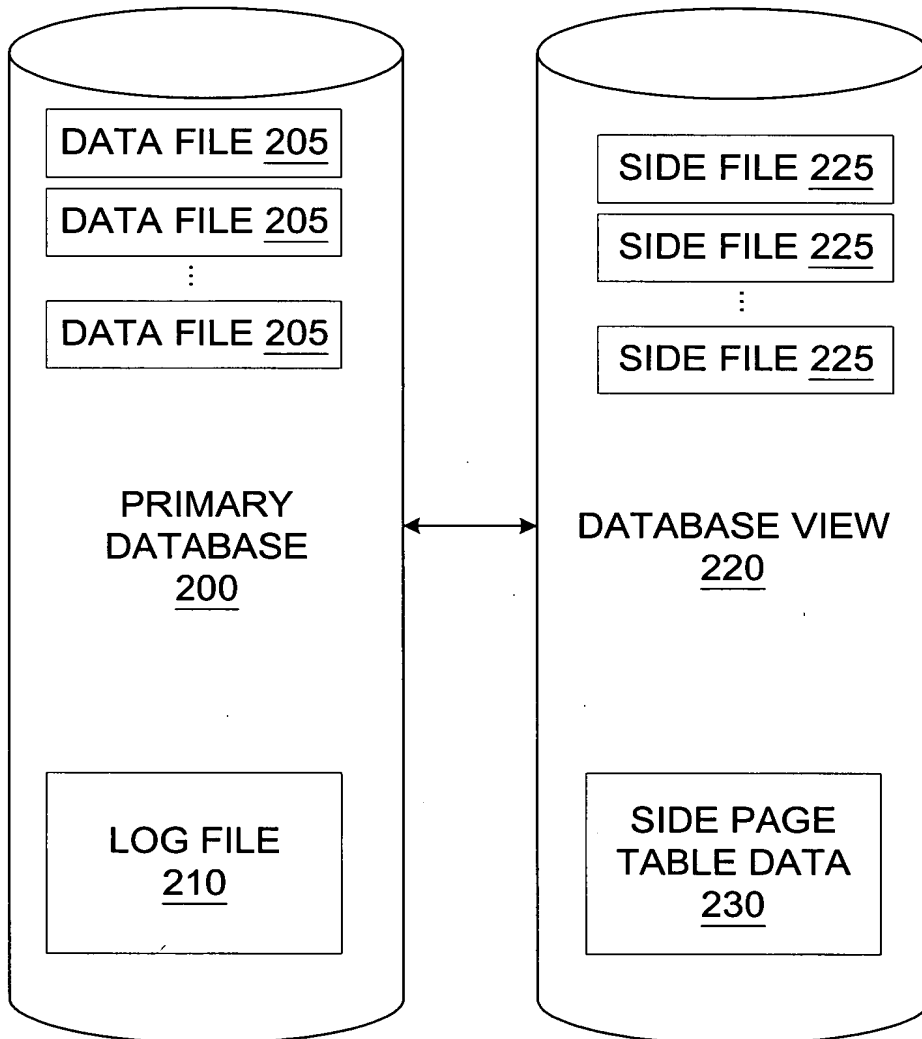 DATA FILE 205
DATA FILE 205
⋮
DATA FILE 205
PRIMARY
DATABASE
200
LOG FILE
210
SIDE FILE 225
SIDE FILE 225
⋮
SIDE FILE 225
DATABASE VIEW
220
SIDE PAGE
TABLE DATA
230